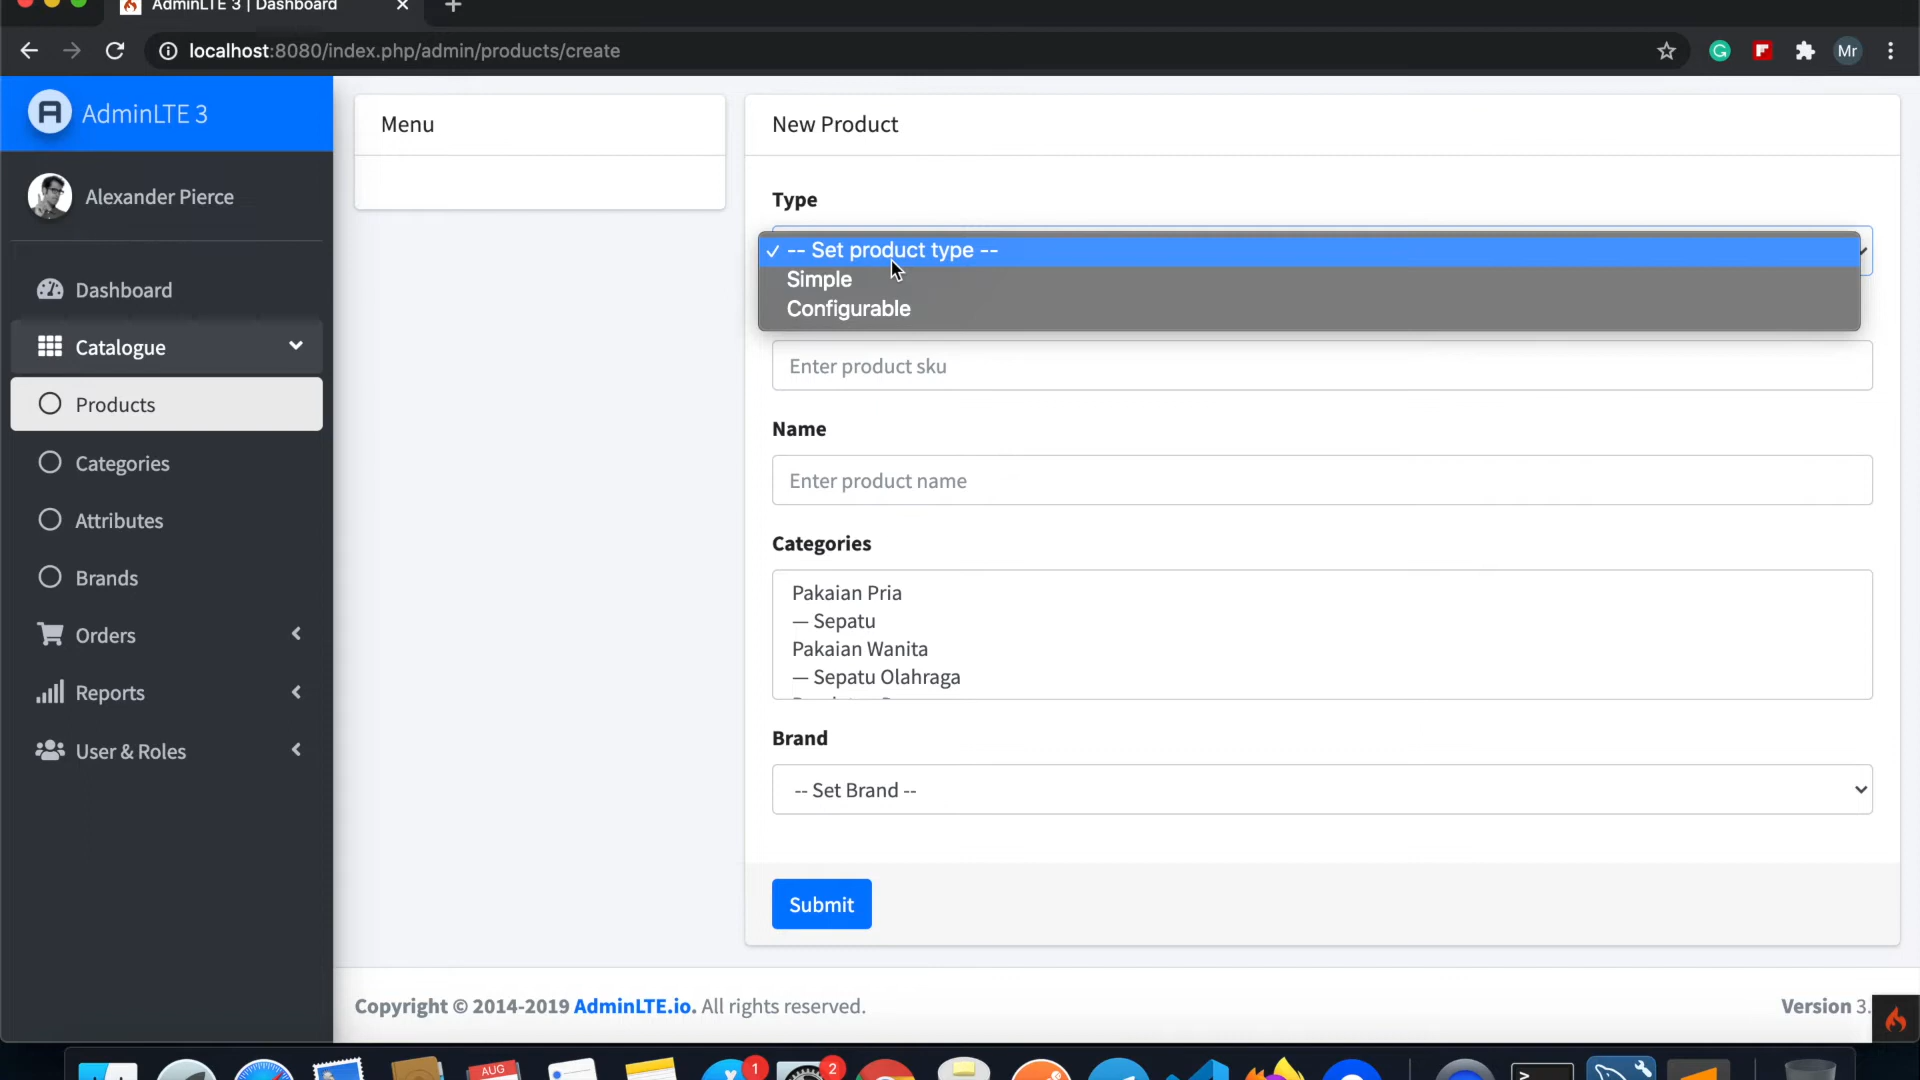 AdminLTE 3 | Dashboard
localhost:8080/index.php/admin/products/create
Mr
AdminLTE 3
Alexander Pierce
Dashboard
Catalogue
Products
Categories
Attributes
Brands
Orders
Reports
User & Roles
Menu
New Product
Type
-- Set product type --
Simple
Configurable
Enter product sku
Name
Enter product name
Categories
Pakaian Pria
— Sepatu
Pakaian Wanita
— Sepatu Olahraga
Brand
-- Set Brand --
Submit
Copyright © 2014-2019 AdminLTE.io. All rights reserved.
Version 3.
AUG
1
2